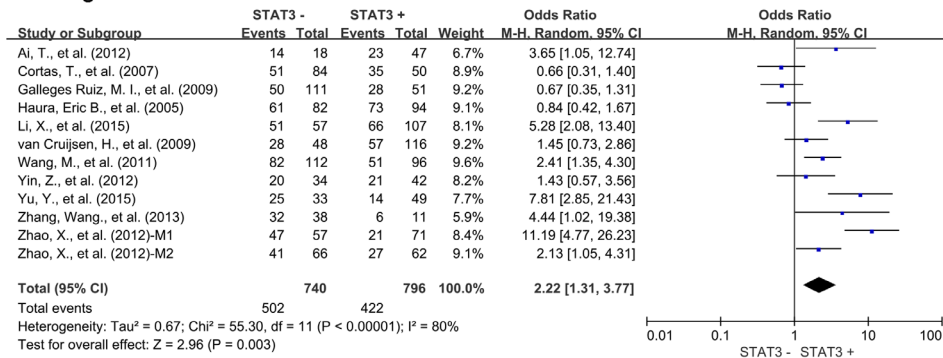 STAT3 - STAT3 + Odds Ratio Odds Ratio
Study or Subgroup Events Total Events Total Weight M-H. Random. 95% CI M-H. Random. 95% CI
Ai, T., et al. (2012) 14 18 23 47 6.7% 3.65 [1.05, 12.74]
Cortas, T., et al. (2007) 51 84 35 50 9.0% 0.66 [0.31, 1.40]
Galleges Ruiz, M. I., et al. (2009) 50 111 28 51 9.2% 0.67 [0.35, 1.31]
Haura, Eric B., et al. (2005) 61 82 73 94 9.1% 0.84 [0.42, 1.67]
Li, X., et al. (2015) 51 57 66 107 8.1% 5.28 [2.08, 13.40]
van Cruijsen, H., et al. (2009) 28 48 57 116 9.2% 1.45 [0.73, 2.86]
Wang, M., et al. (2011) 82 112 51 96 9.5% 2.41 [1.35, 4.30]
Yin, Z., et al. (2012) 20 34 21 42 8.2% 1.43 [0.57, 3.56]
Yu, Y., et al. (2015) 25 33 14 49 7.8% 7.81 [2.85, 21.43]
Zhang, Wang., et al. (2013) 32 38 6 11 5.9% 4.44 [1.02, 19.38]
Zhao, X., et al. (2012)-M1 47 57 21 71 8.4% 11.19 [4.77, 26.23]
Zhao, X., et al. (2012)-M2 41 66 27 62 9.1% 2.13 [1.05, 4.31]
Total (95% CI) 740 796 100.0% 2.22 [1.31, 3.77]
Total events 502 422
Heterogeneity: Tau² = 0.67; Chi² = 55.30, df = 11 (P < 0.00001); I² = 80%
Test for overall effect: Z = 2.96 (P = 0.003)
0.01 0.1 1 10 100
STAT3 - STAT3 +